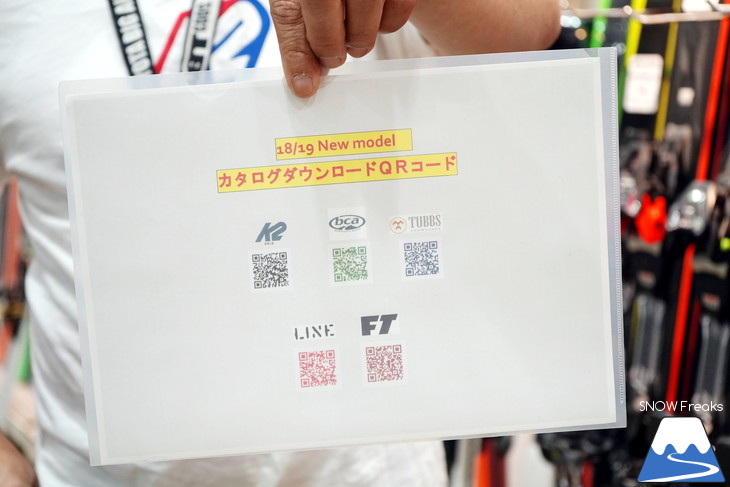 18/19 New model
カタログダウンロードQRコード
K2
bca
TUBBS
LINE
FT
SNOW Freaks